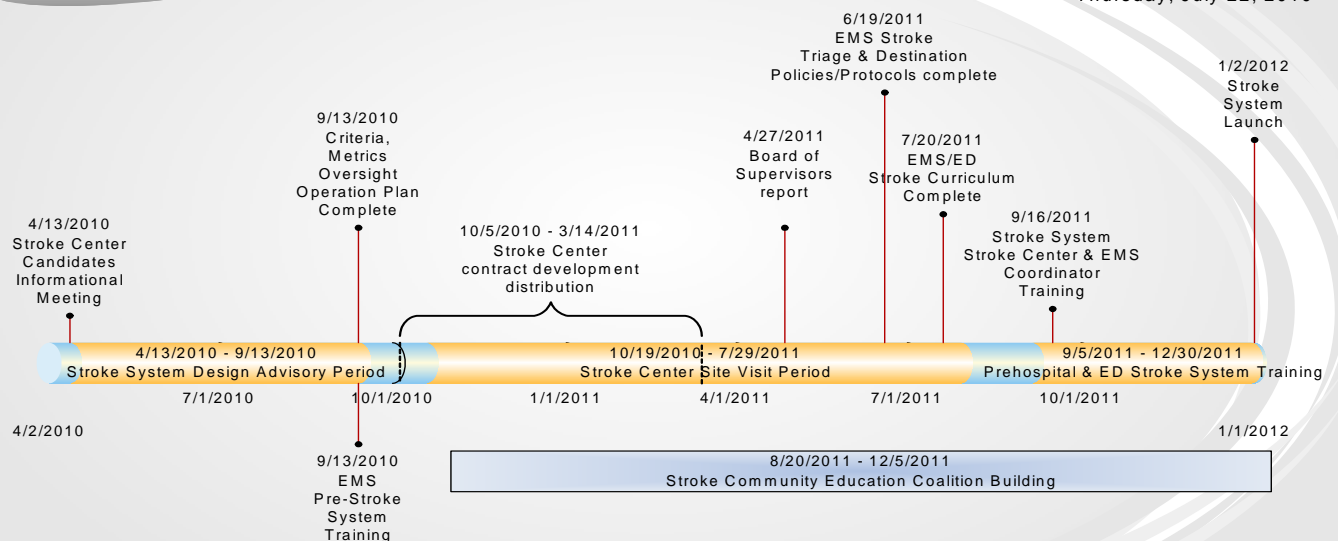 Thursday, July 22, 2010
6/19/2011
EMS Stroke
Triage & Destination
Policies/Protocols complete
1/2/2012
Stroke
System
Launch
9/13/2010
Criteria,
Metrics
Oversight
Operation Plan
Complete
4/27/2011
Board of
Supervisors
report
7/20/2011
EMS/ED
Stroke Curriculum
Complete
4/13/2010
Stroke Center
Candidates
Informational
Meeting
10/5/2010 - 3/14/2011
Stroke Center
contract development
distribution
9/16/2011
Stroke System
Stroke Center & EMS
Coordinator
Training
4/13/2010 - 9/13/2010
Stroke System Design Advisory Period
10/19/2010 - 7/29/2011
Stroke Center Site Visit Period
9/5/2011 - 12/30/2011
Prehospital & ED Stroke System Training
7/1/2010
10/1/2010
1/1/2011
4/1/2011
7/1/2011
10/1/2011
4/2/2010
1/1/2012
9/13/2010
EMS
Pre-Stroke
System
Training
8/20/2011 - 12/5/2011
Stroke Community Education Coalition Building